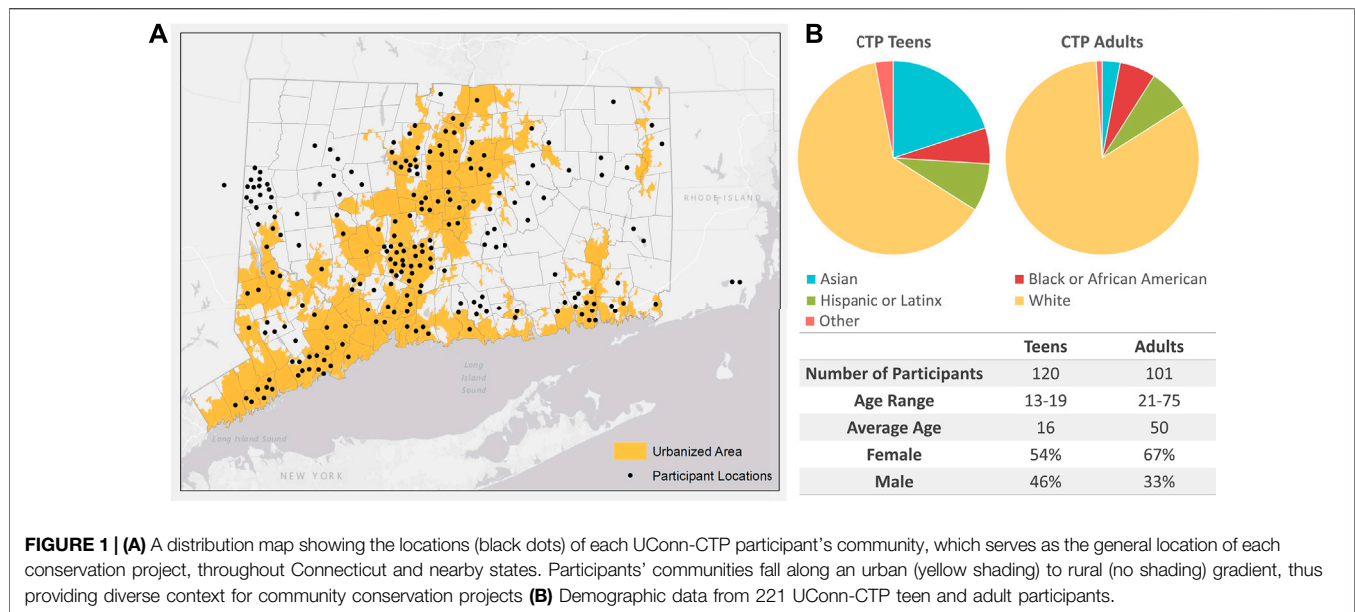 A
RHODE ISLAND
Long
Island
Sound
Long Island Sound
NEW YORK
Urbanized Area
Participant Locations
B
CTP Teens
CTP Adults
Asian
Black or African American
Hispanic or Latinx
White
Other
Teens Adults
Number of Participants 120 101
Age Range 13-19 21-75
Average Age 16 50
Female 54% 67%
Male 46% 33%
FIGURE 1 | (A) A distribution map showing the locations (black dots) of each UConn-CTP participant's community, which serves as the general location of each
conservation project, throughout Connecticut and nearby states. Participants' communities fall along an urban (yellow shading) to rural (no shading) gradient, thus
providing diverse context for community conservation projects (B) Demographic data from 221 UConn-CTP teen and adult participants.